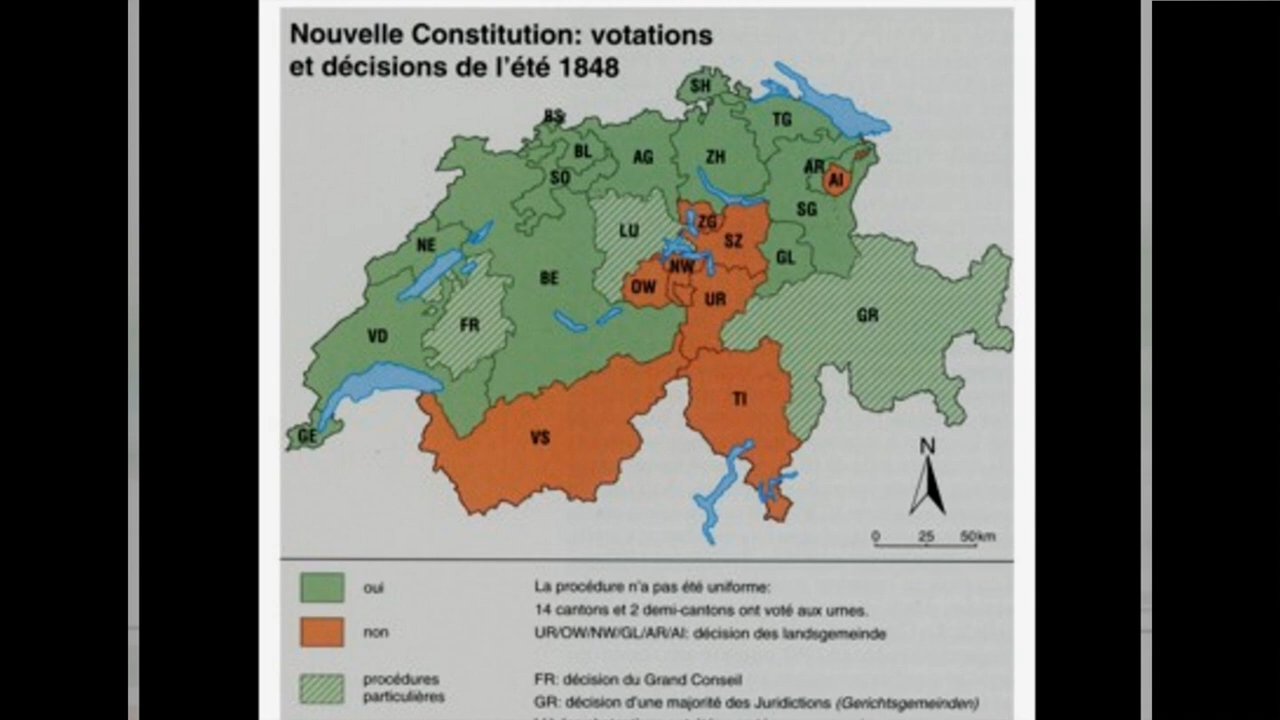 Nouvelle Constitution: votations
et décisions de l'été 1848
SH
BS
TG
BL
AG
ZH
AR
SO
AI
SG
LU
ZG
SZ
NE
GL
NW
BE
OW
UR
GR
FR
VD
TI
GE
VS
N
0 25 50km
oui
La procédure n'a pas été uniforme:
14 cantons et 2 demi-cantons ont voté aux urnes.
non
UR/OW/NW/GL/AR/AI: décision des landsgemeinde
procédures
particulières
FR: décision du Grand Conseil
GR: décision d'une majorité des Juridictions (Gerichtsgemeinden)